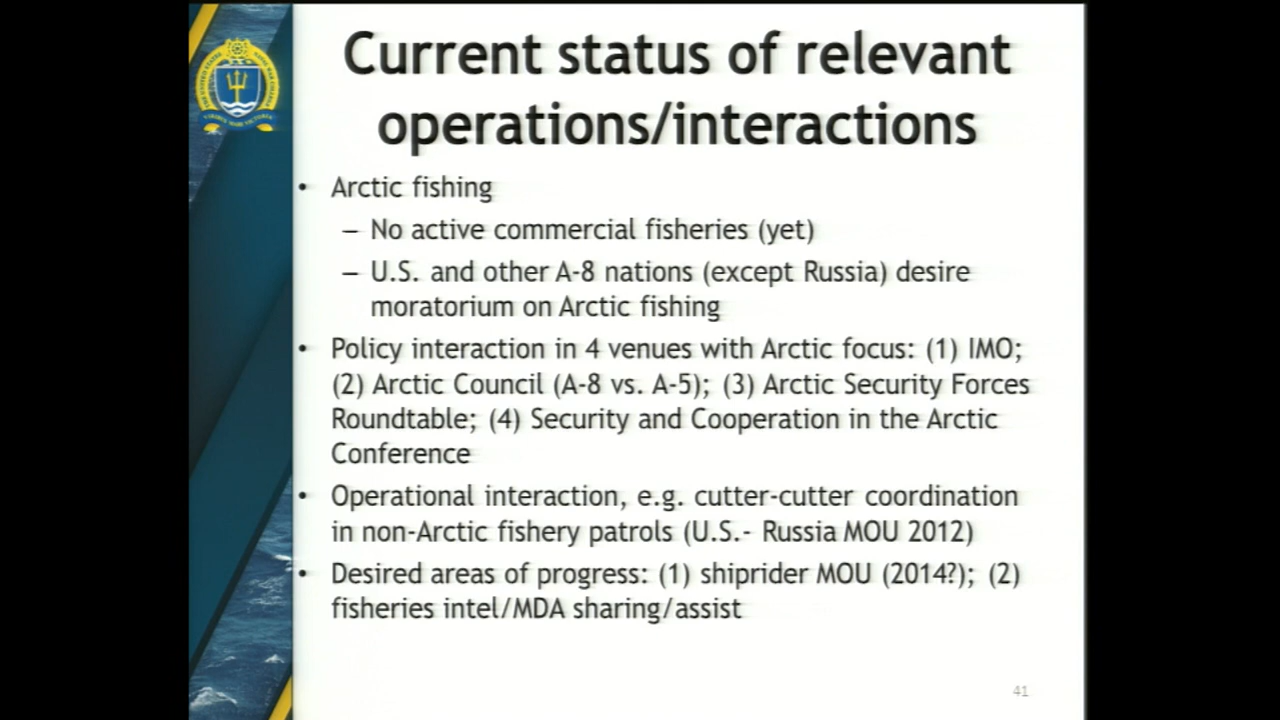 Current status of relevant
operations/interactions
• Arctic fishing
– No active commercial fisheries (yet)
– U.S. and other A-8 nations (except Russia) desire
moratorium on Arctic fishing
• Policy interaction in 4 venues with Arctic focus: (1) IMO;
(2) Arctic Council (A-8 vs. A-5); (3) Arctic Security Forces
Roundtable; (4) Security and Cooperation in the Arctic
Conference
• Operational interaction, e.g. cutter-cutter coordination
in non-Arctic fishery patrols (U.S.- Russia MOU 2012)
• Desired areas of progress: (1) shiprider MOU (2014?); (2)
fisheries intel/MDA sharing/assist
41